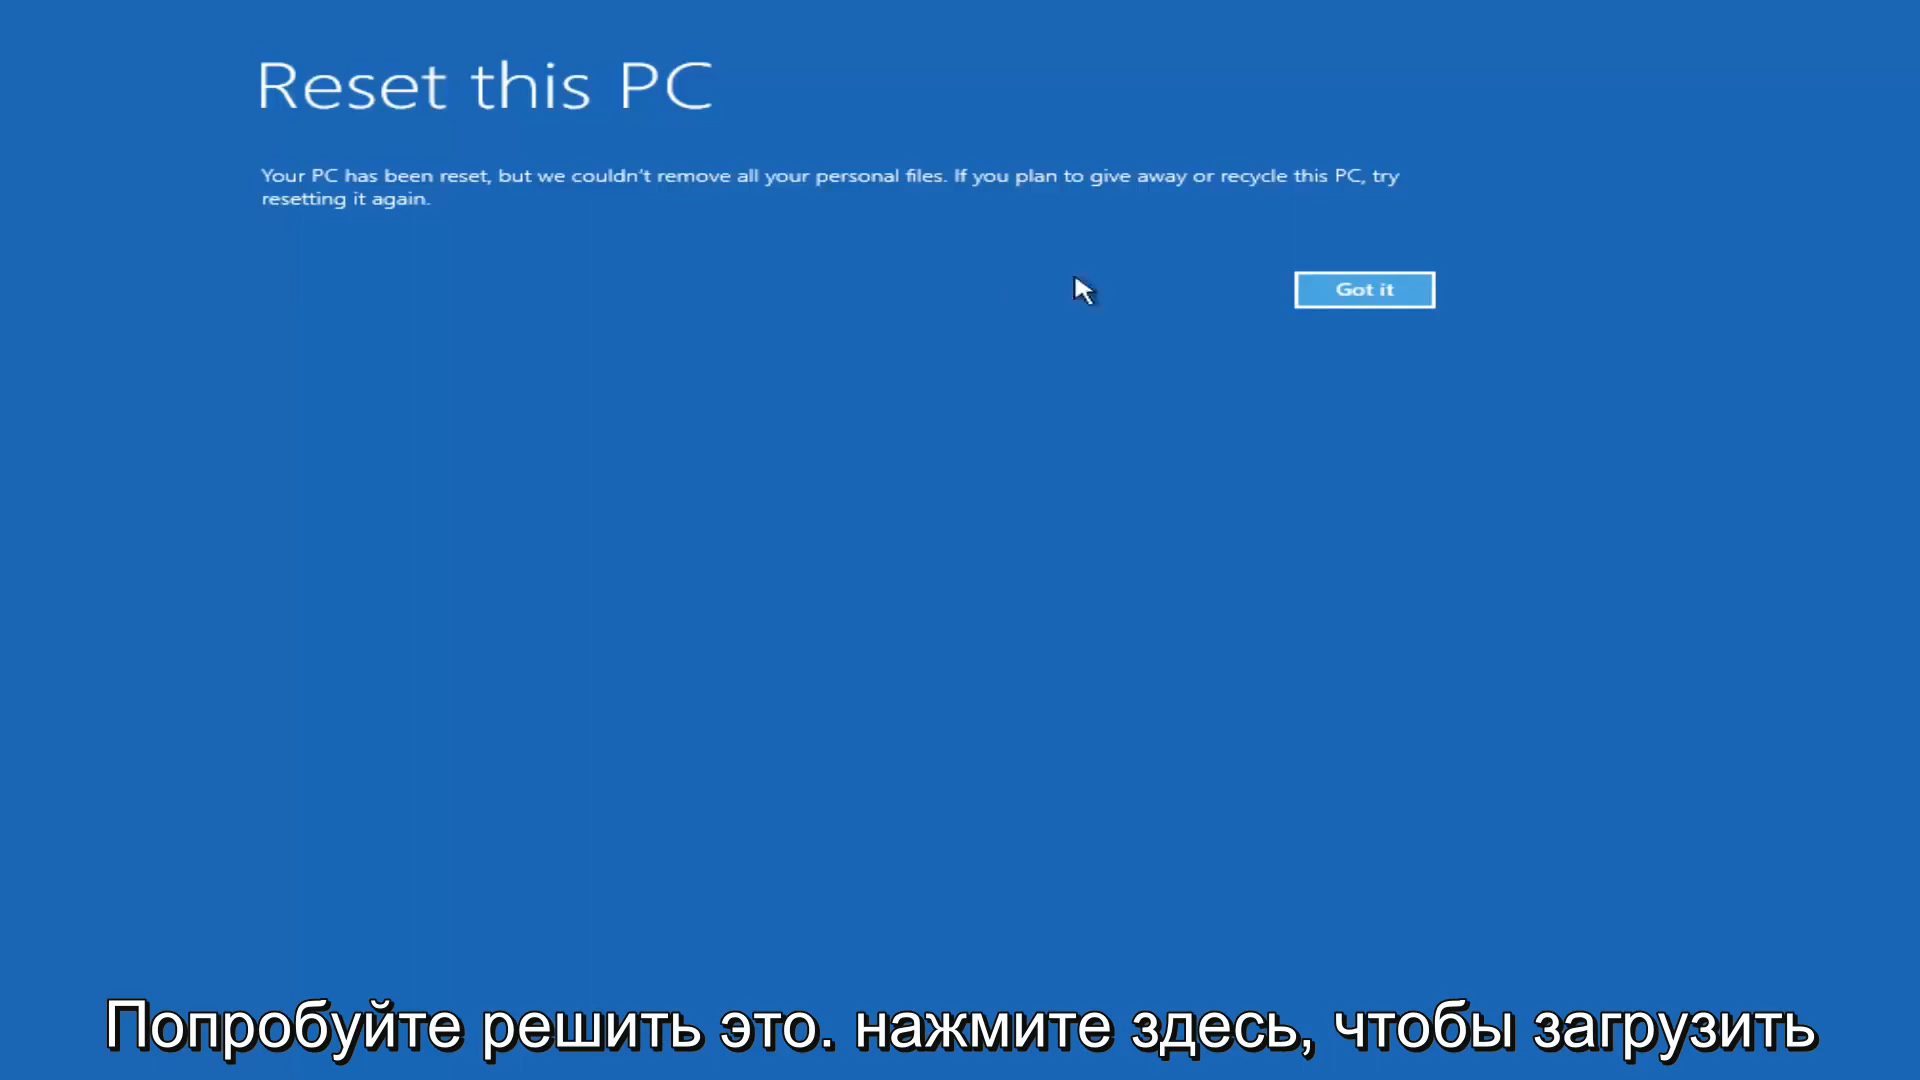 Reset this PC
Your PC has been reset, but we couldn't remove all your personal files. If you plan to give away or recycle this PC, try
resetting it again.
Got it
Попробуйте решить это. нажмите здесь, чтобы загрузить